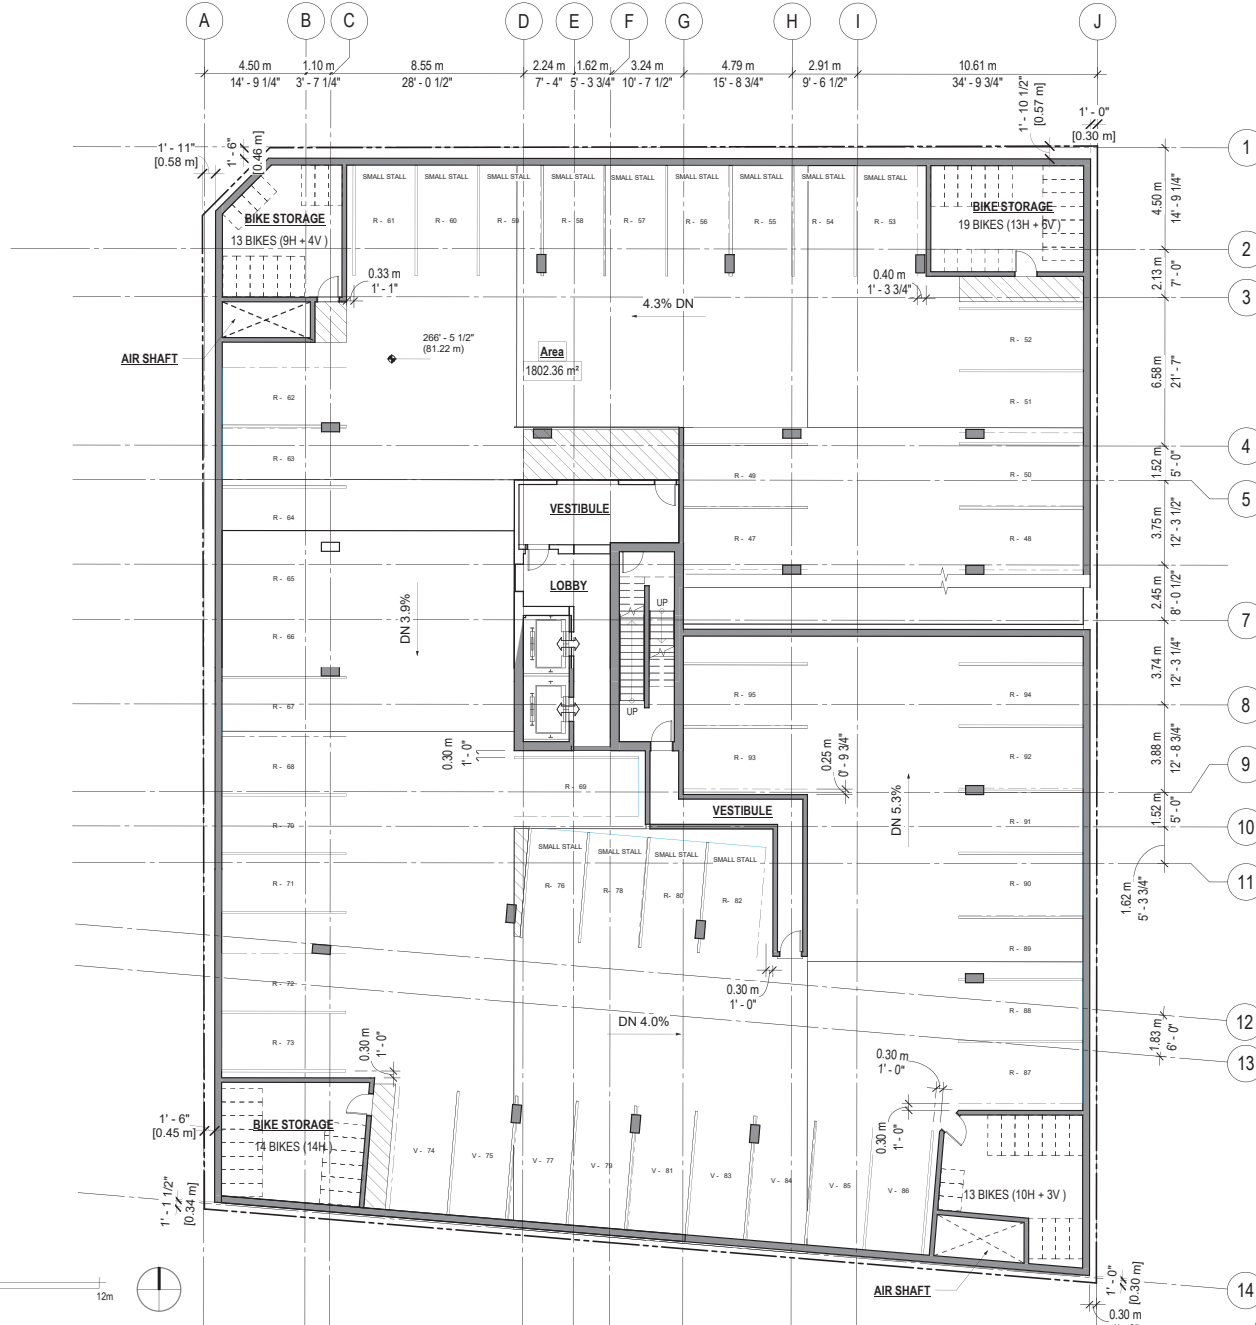 A B C D E F G H I J
4.50 m 1.10 m 8.55 m 2.24 m 1.62 m 3.24 m 4.79 m 2.91 m 10.61 m
14' - 9 1/4" 3' - 7 1/4" 28' - 0 1/2" 7' - 4" 5' - 3 3/4" 10' - 7 1/2" 15' - 8 3/4" 9' - 6 1/2" 34' - 9 3/4"
1' - 10 1/2"
[0.57 m]
1' - 0"
[0.30 m]
1' - 11"
[0.58 m]
1' - 6"
[0.46 m]
1
4.50 m
14' - 9 1/4"
2
2.13 m
7' - 0"
3
6.58 m
21' - 7"
4
1.52 m
5' - 0"
5
3.75 m
12' - 3 1/2"
2.45 m
8' - 0 1/2"
7
3.74 m
12' - 3 1/4"
8
3.88 m
12' - 8 3/4"
9
1.52 m
5' - 0"
10
1.62 m
5' - 3 3/4"
11
12
1.83 m
6' - 0"
13
14
SMALL STALL SMALL STALL SMALL STALL SMALL STALL SMALL STALL SMALL STALL SMALL STALL SMALL STALL SMALL STALL
R - 61 R - 60 R - 59 R - 58 R - 57 R - 56 R - 55 R - 54 R - 53
BIKE STORAGE
13 BIKES (9H + 4V )
BIKE STORAGE
19 BIKES (13H + 6V )
0.33 m
1' - 1"
0.40 m
1' - 3 3/4"
4.3% DN
266' - 5 1/2"
(81.22 m)
Area
1802.36 m²
AIR SHAFT
R - 62
R - 63
R - 64
R - 65
R - 66
R - 67
R - 68
R - 70
R - 71
R - 72
R - 73
R - 52
R - 51
R - 49
R - 50
R - 47
R - 48
VESTIBULE
LOBBY
UP
UP
DN 3.9%
R - 95
R - 94
R - 93
R - 92
R - 91
R - 90
R - 89
R - 88
R - 87
0.30 m
1' - 0"
R - 69
0.25 m
0' - 9 3/4"
VESTIBULE
DN 5.3%
SMALL STALL SMALL STALL SMALL STALL SMALL STALL
R- 76 R- 78 R- 80 R- 82
0.30 m
1' - 0"
DN 4.0%
0.30 m
1' - 0"
0.30 m
1' - 0"
0.30 m
1' - 0"
BIKE STORAGE
14 BIKES (14H )
1' - 6"
[0.45 m]
1' - 1 1/2"
[0.34 m]
V - 74 V - 75 V - 77 V - 79 V - 81 V - 83 V - 84 V - 85 V - 86
13 BIKES (10H + 3V )
AIR SHAFT
1' - 0"
[0.30 m]
0.30 m
12m